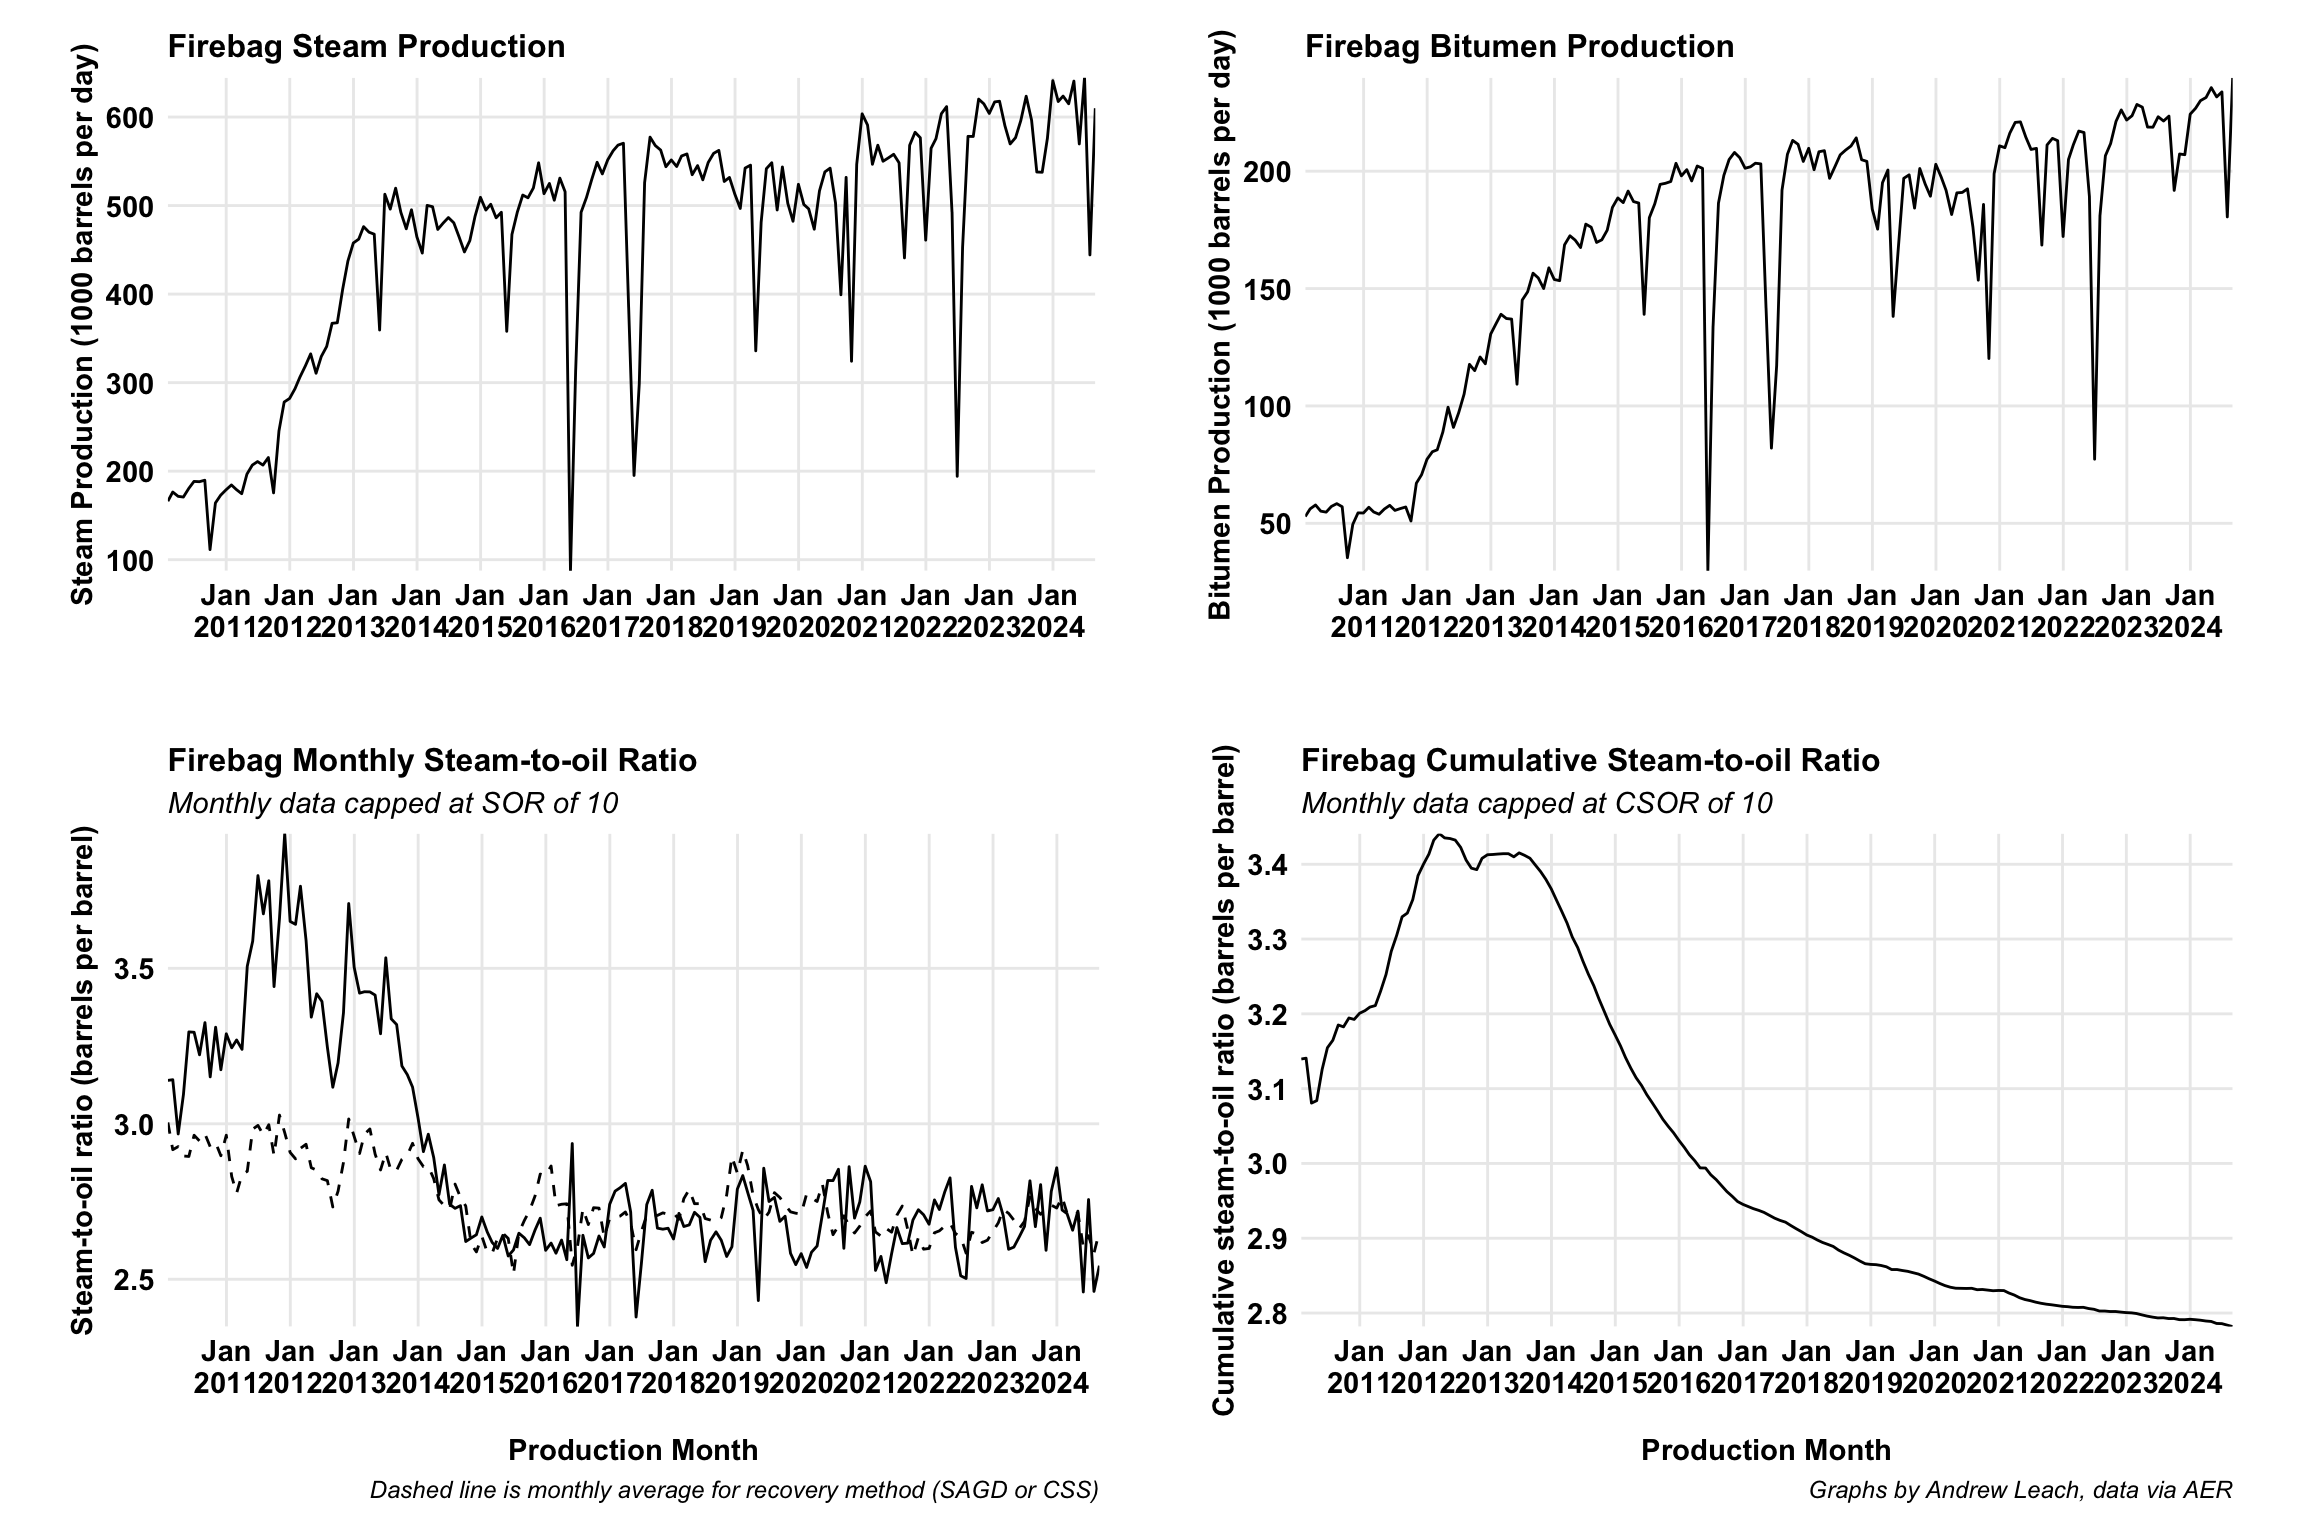 Firebag Steam Production
Steam Production (1000 barrels per day)
600
500
400
300
200
100
Jan Jan Jan Jan Jan Jan Jan Jan Jan Jan Jan Jan Jan Jan
2011 2012 2013 2014 2015 2016 2017 2018 2019 2020 2021 2022 2023 2024
Firebag Bitumen Production
Bitumen Production (1000 barrels per day)
200
150
100
50
Jan Jan Jan Jan Jan Jan Jan Jan Jan Jan Jan Jan Jan Jan
2011 2012 2013 2014 2015 2016 2017 2018 2019 2020 2021 2022 2023 2024
Firebag Monthly Steam-to-oil Ratio
Monthly data capped at SOR of 10
Steam-to-oil ratio (barrels per barrel)
3.5
3.0
2.5
Jan Jan Jan Jan Jan Jan Jan Jan Jan Jan Jan Jan Jan Jan
2011 2012 2013 2014 2015 2016 2017 2018 2019 2020 2021 2022 2023 2024
Production Month
Dashed line is monthly average for recovery method (SAGD or CSS)
Firebag Cumulative Steam-to-oil Ratio
Monthly data capped at CSOR of 10
Cumulative steam-to-oil ratio (barrels per barrel)
3.4
3.3
3.2
3.1
3.0
2.9
2.8
Jan Jan Jan Jan Jan Jan Jan Jan Jan Jan Jan Jan Jan Jan
2011 2012 2013 2014 2015 2016 2017 2018 2019 2020 2021 2022 2023 2024
Production Month
Graphs by Andrew Leach, data via AER